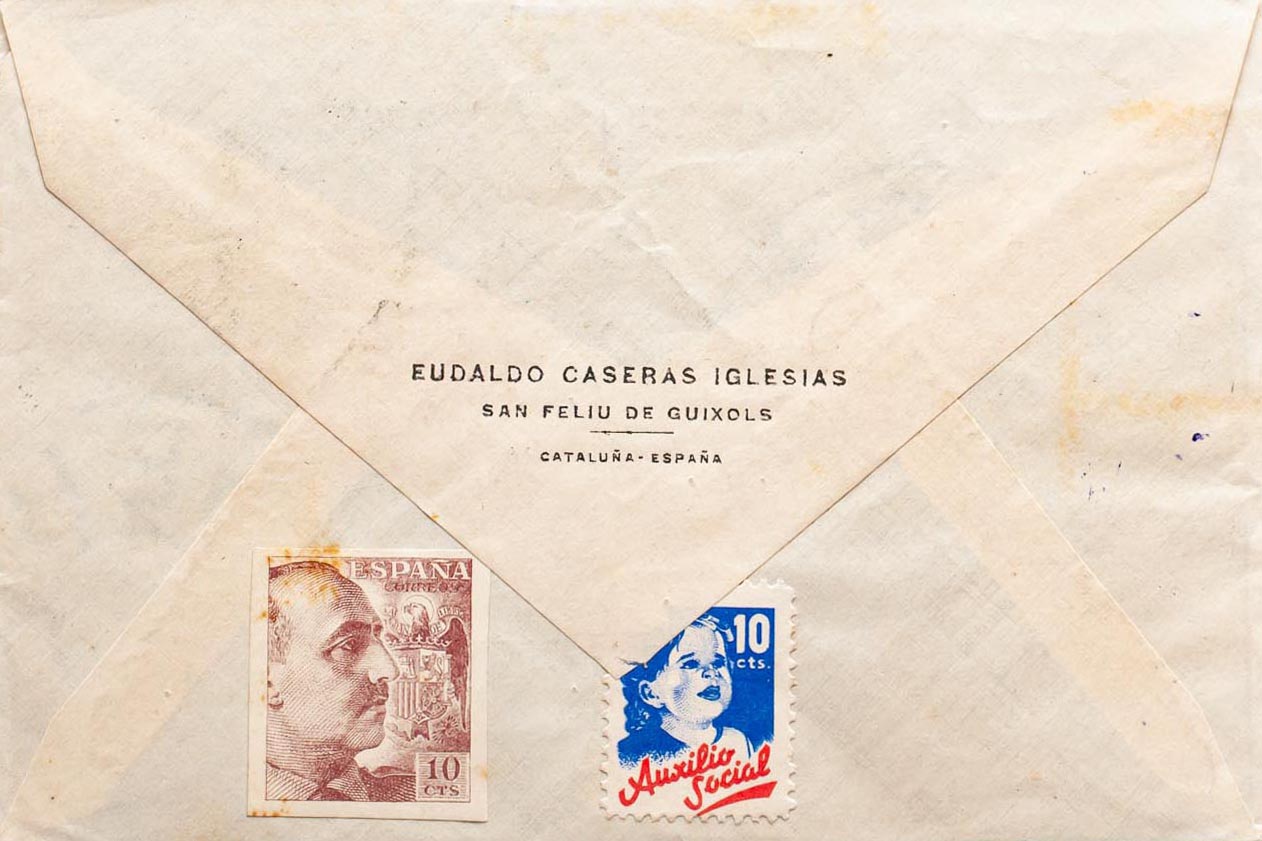 EUDALDO CASERAS IGLESIAS
SAN FELIU DE GUIXOLS
CATALUÑA - ESPAÑA
ESPAÑA
CORREOS
10
CTS
10
cts.
Auxilio
Social